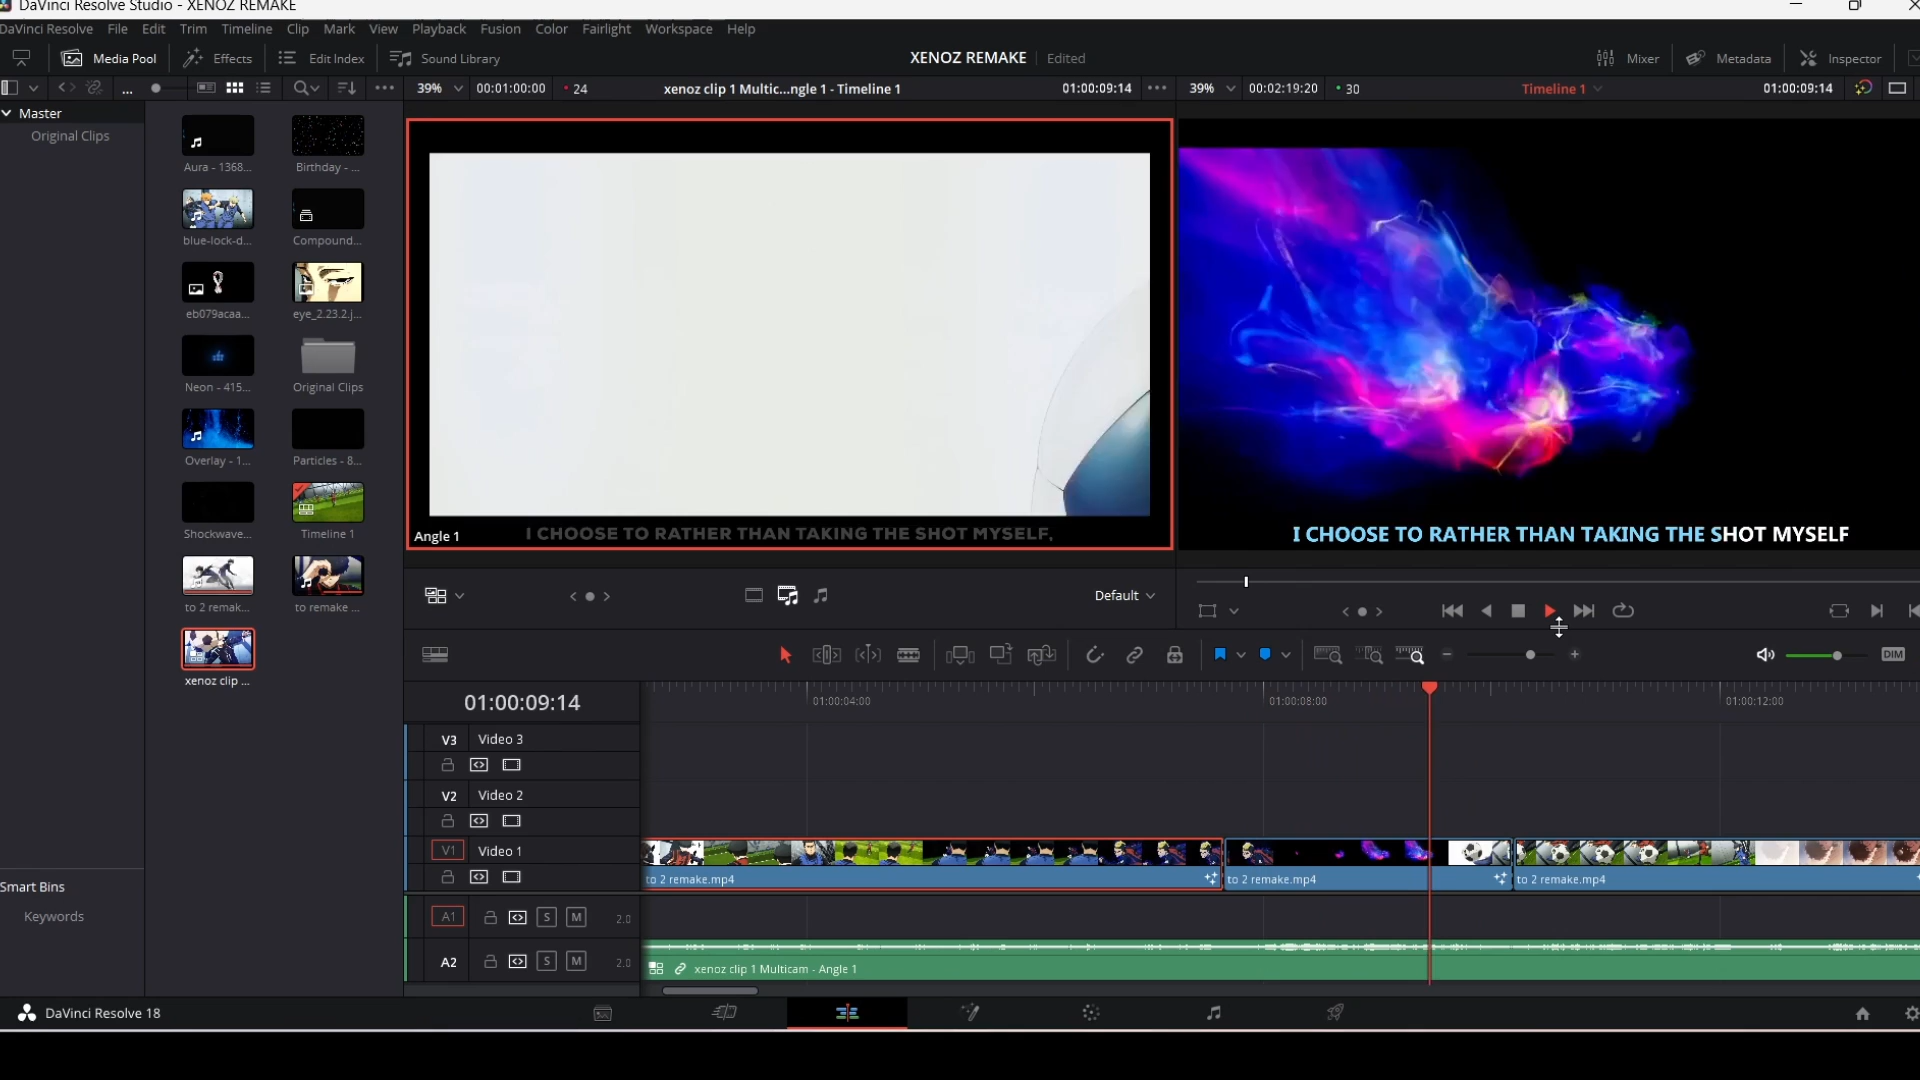 DaVinci Resolve Studio - XENOZ REMAKE
DaVinci Resolve File Edit Trim Timeline Clip Mark View Playback Fusion Color Fairlight Workspace Help
Media Pool Effects Edit Index Sound Library XENOZ REMAKE Edited Mixer Metadata Inspector
... 39% 00:01:00:00 24 xenoz clip 1 Multic...ngle 1 - Timeline 1 01:00:09:14 ... 39% 00:02:19:20 30 Timeline 1 01:00:09:14
Master
Original Clips
Aura - 1368... Birthday - ...
blue-lock-d... Compound...
eb079acaa... eye_2.23.2.j...
Neon - 415... Original Clips
Overlay - 1... Particles - 8...
Shockwave... Timeline 1
to 2 remak... to remake ...
xenoz clip ...
Smart Bins
Keywords
Angle 1 I CHOOSE TO RATHER THAN TAKING THE SHOT MYSELF,
I CHOOSE TO RATHER THAN TAKING THE SHOT MYSELF
Default
DIM
01:00:09:14 01:00:04:00 01:00:08:00 01:00:12:00
V3 Video 3
V2 Video 2
V1 Video 1
to 2 remake.mp4 to 2 remake.mp4 to 2 remake.mp4
A1 S M 2.0
A2 S M 2.0
xenoz clip 1 Multicam - Angle 1
DaVinci Resolve 18